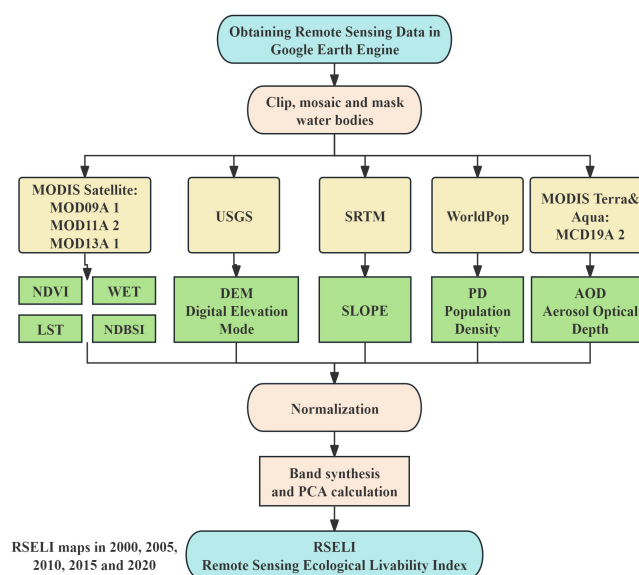 Obtaining Remote Sensing Data in
Google Earth Engine
Clip, mosaic and mask
water bodies
MODIS Satellite:
MOD09A 1
MOD11A 2
MOD13A 1
USGS
SRTM
WorldPop
MODIS Terra&
Aqua:
MCD19A 2
NDVI
WET
LST
NDBSI
DEM
Digital Elevation
Mode
SLOPE
PD
Population
Density
AOD
Aerosol Optical
Depth
Normalization
Band synthesis
and PCA calculation
RSELI maps in 2000, 2005,
2010, 2015 and 2020
RSELI
Remote Sensing Ecological Livability Index